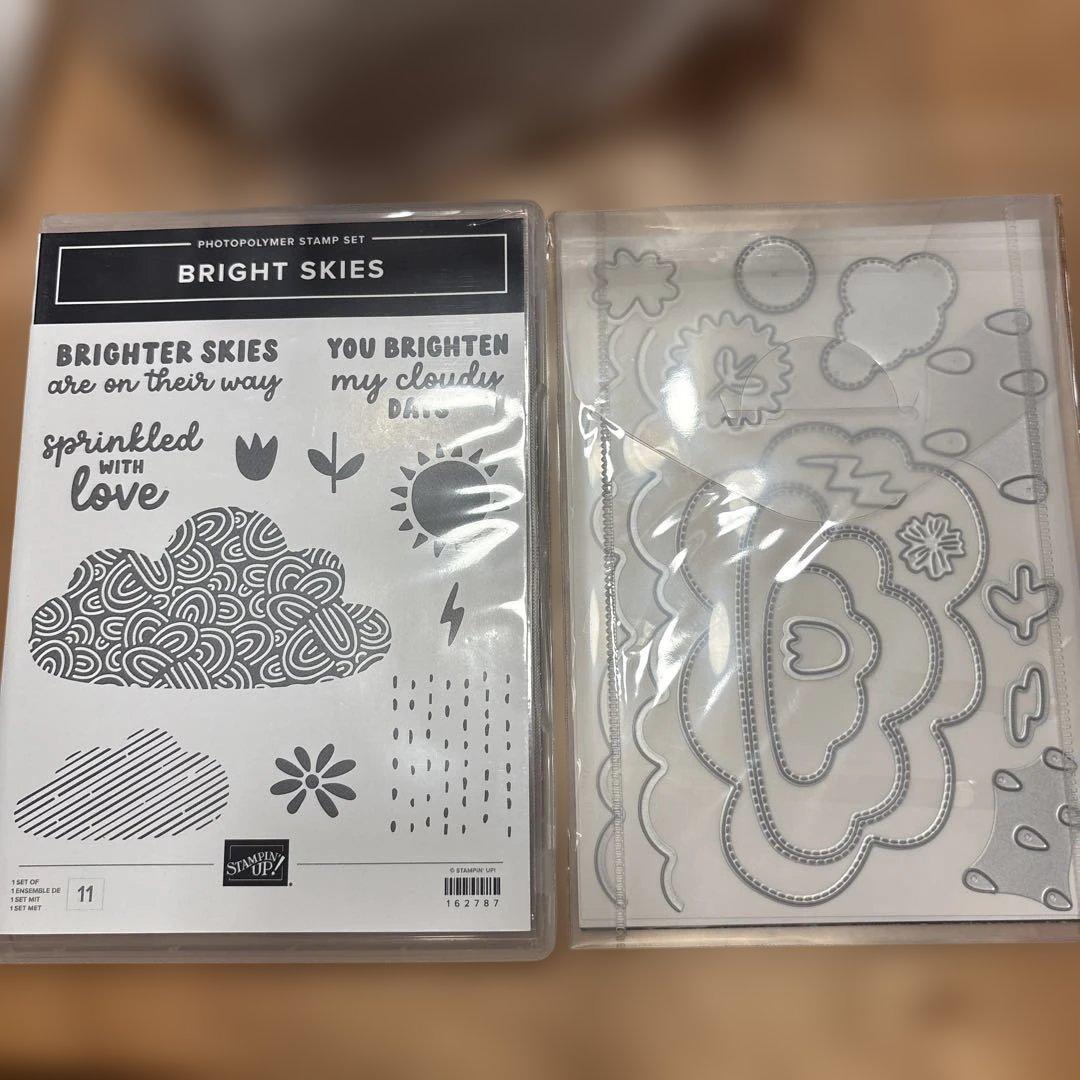 PHOTOPOLYMER STAMP SET
BRIGHT SKIES
BRIGHTER SKIES
are on their way
YOU BRIGHTEN
my cloudy
DAYS
sprinkled
WITH
love
STAMPIN' UP!
1 SET OF
1 ENSEMBLE DE
1 SET MIT
1 SET MET
11
© STAMPIN' UP!
162787